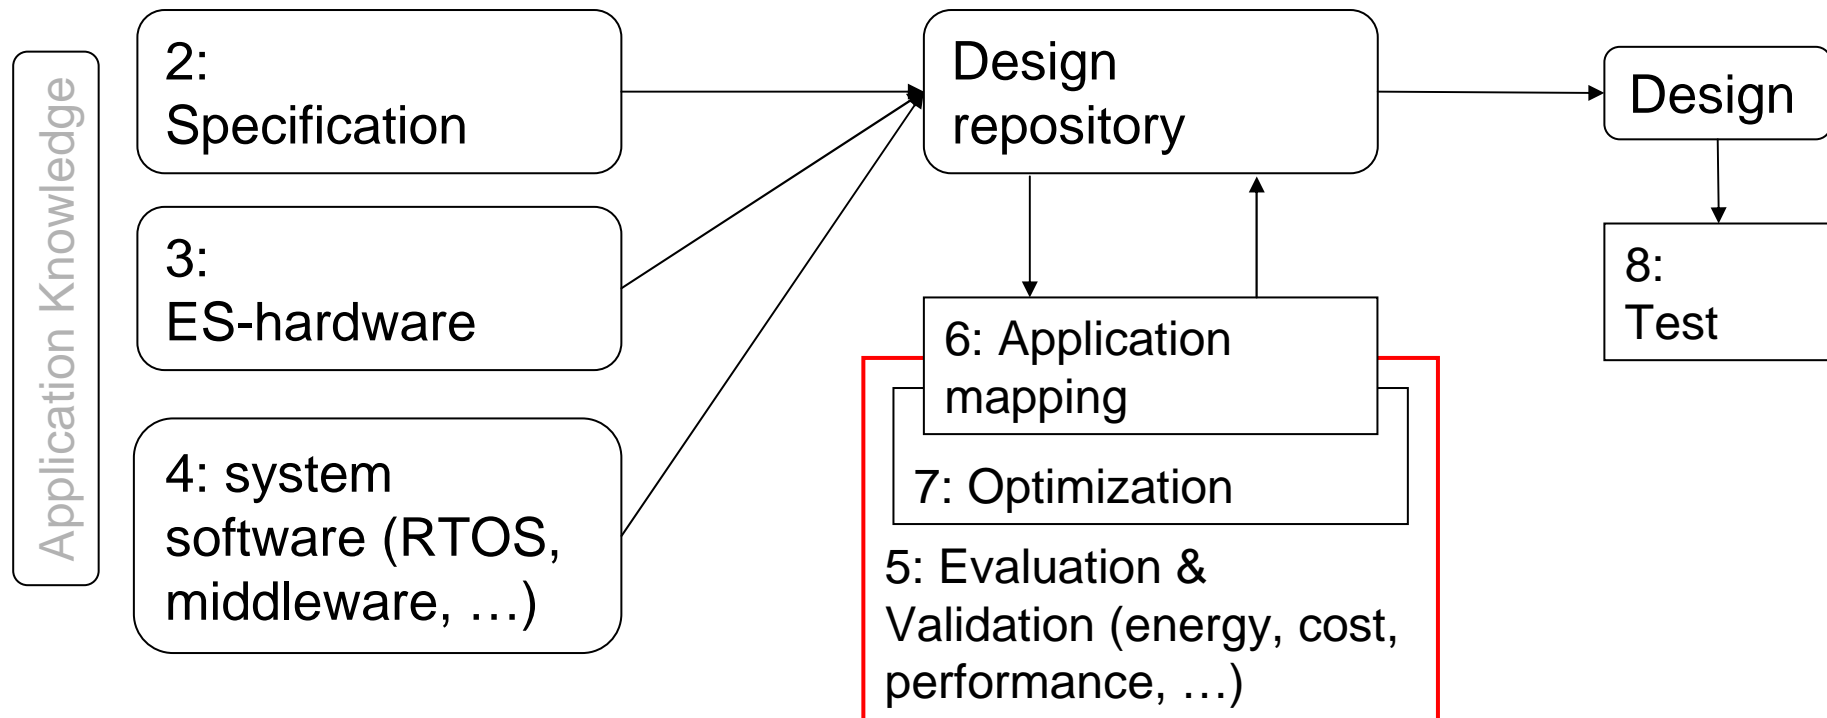 Application Knowledge
2:
Specification
3:
ES-hardware
4: system
software (RTOS,
middleware, …)
Design
repository
6: Application
mapping
7: Optimization
5: Evaluation &
Validation (energy, cost,
performance, …)
Design
8:
Test